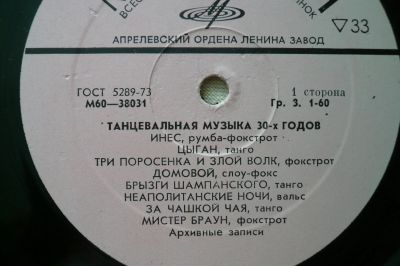 ВСЕС
НОК
АПРЕЛЕВСКИЙ ОРДЕНА ЛЕНИНА ЗАВОД
▽33
ГОСТ 5289-73
М60—38031
1 сторона
Гр. 3. 1-60
ТАНЦЕВАЛЬНАЯ МУЗЫКА 30-х ГОДОВ
ИНЕС, румба-фокстрот
ЦЫГАН, танго
ТРИ ПОРОСЕНКА И ЗЛОЙ ВОЛК, фокстрот
ДОМОВОЙ, слоу-фокс
БРЫЗГИ ШАМПАНСКОГО, танго
НЕАПОЛИТАНСКИЕ НОЧИ, вальс
ЗА ЧАШКОЙ ЧАЯ, танго
МИСТЕР БРАУН, фокстрот
Архивные записи